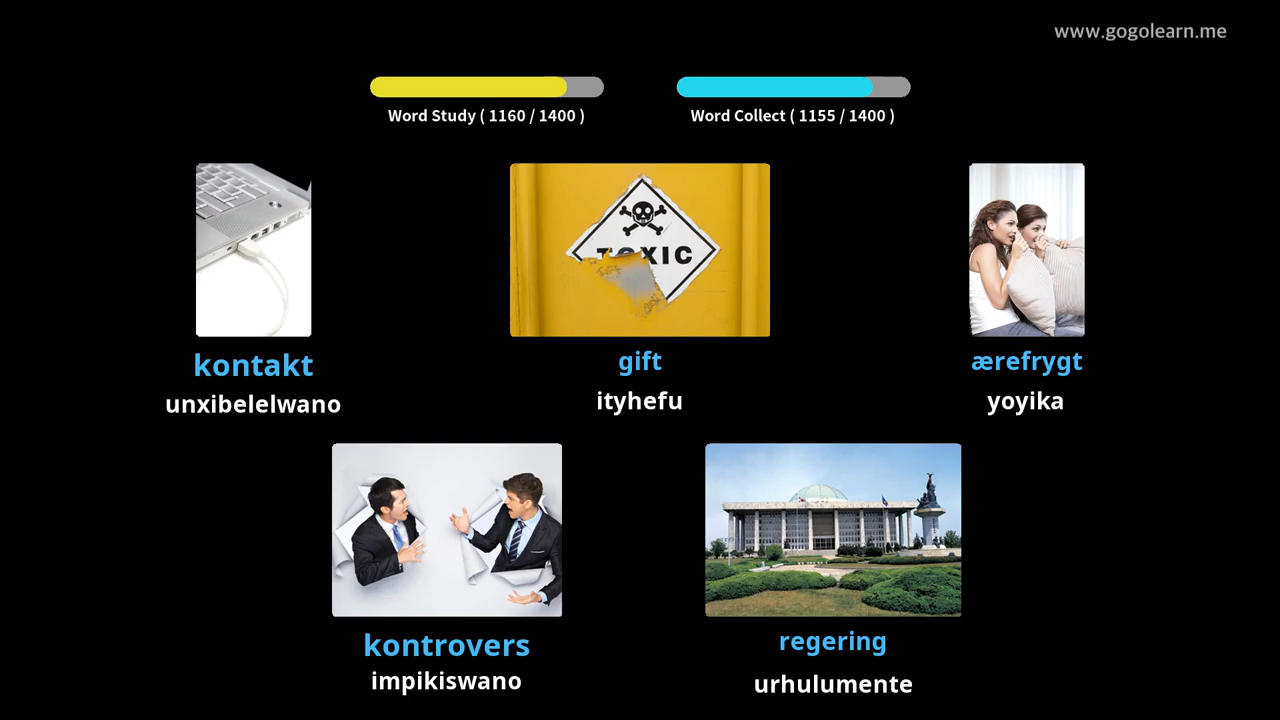 www.gogolearn.me
Word Study ( 1160 / 1400 )
Word Collect ( 1155 / 1400 )
TOXIC
kontakt
unxibelelwano
gift
ityhefu
ærefrygt
yoyika
kontrovers
impikiswano
regering
urhulumente